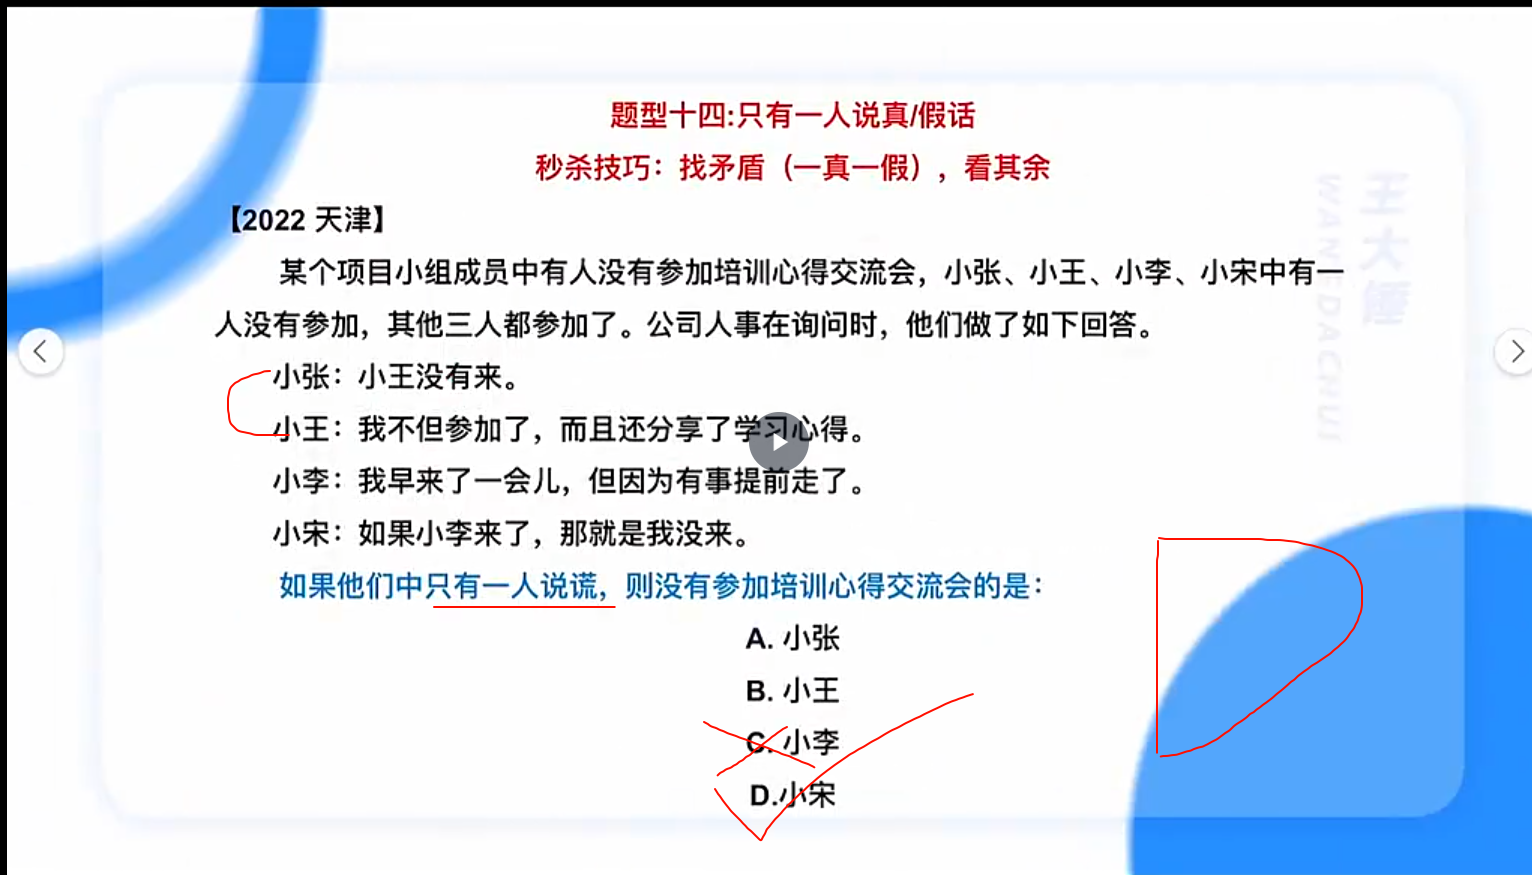 题型十四:只有一人说真/假话
秒杀技巧：找矛盾（一真一假），看其余
【2022 天津】
某个项目小组成员中有人没有参加培训心得交流会，小张、小王、小李、小宋中有一
人没有参加，其他三人都参加了。公司人事在询问时，他们做了如下回答。
小张：小王没有来。
小王：我不但参加了，而且还分享了学习心得。
小李：我早来了一会儿，但因为有事提前走了。
小宋：如果小李来了，那就是我没来。
如果他们中只有一人说谎，则没有参加培训心得交流会的是：
A. 小张
B. 小王
C. 小李
D.小宋
王大锤
WANGDACHUI